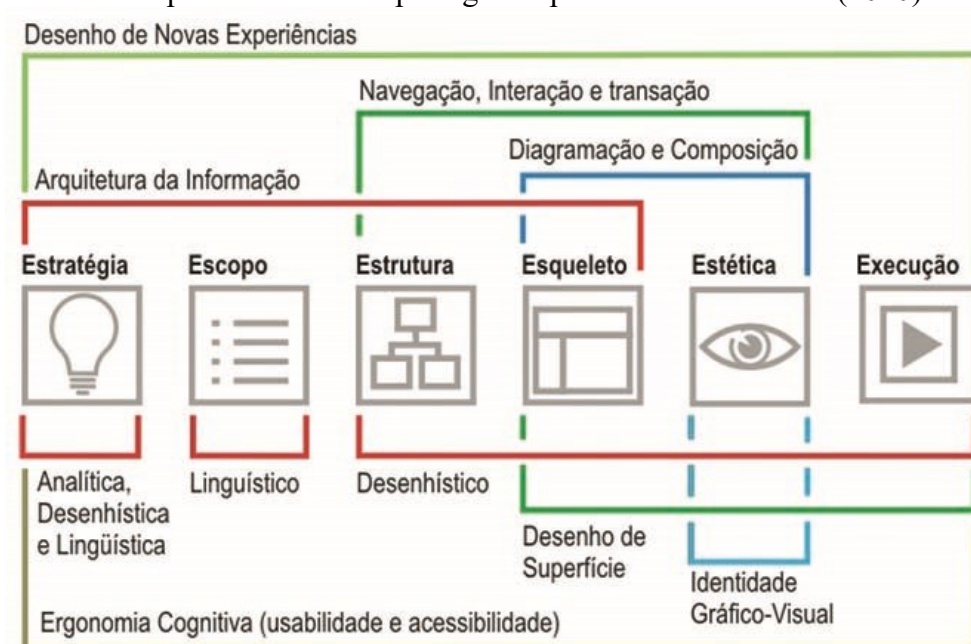 Desenho de Novas Experiências
Navegação, Interação e transação
Diagramação e Composição
Arquitetura da Informação
Estratégia
Escopo
Estrutura
Esqueleto
Estética
Execução
Analítica,
Desenhística
e Lingüística
Linguístico
Desenhístico
Desenho de
Superfície
Identidade
Gráfico-Visual
Ergonomia Cognitiva (usabilidade e acessibilidade)